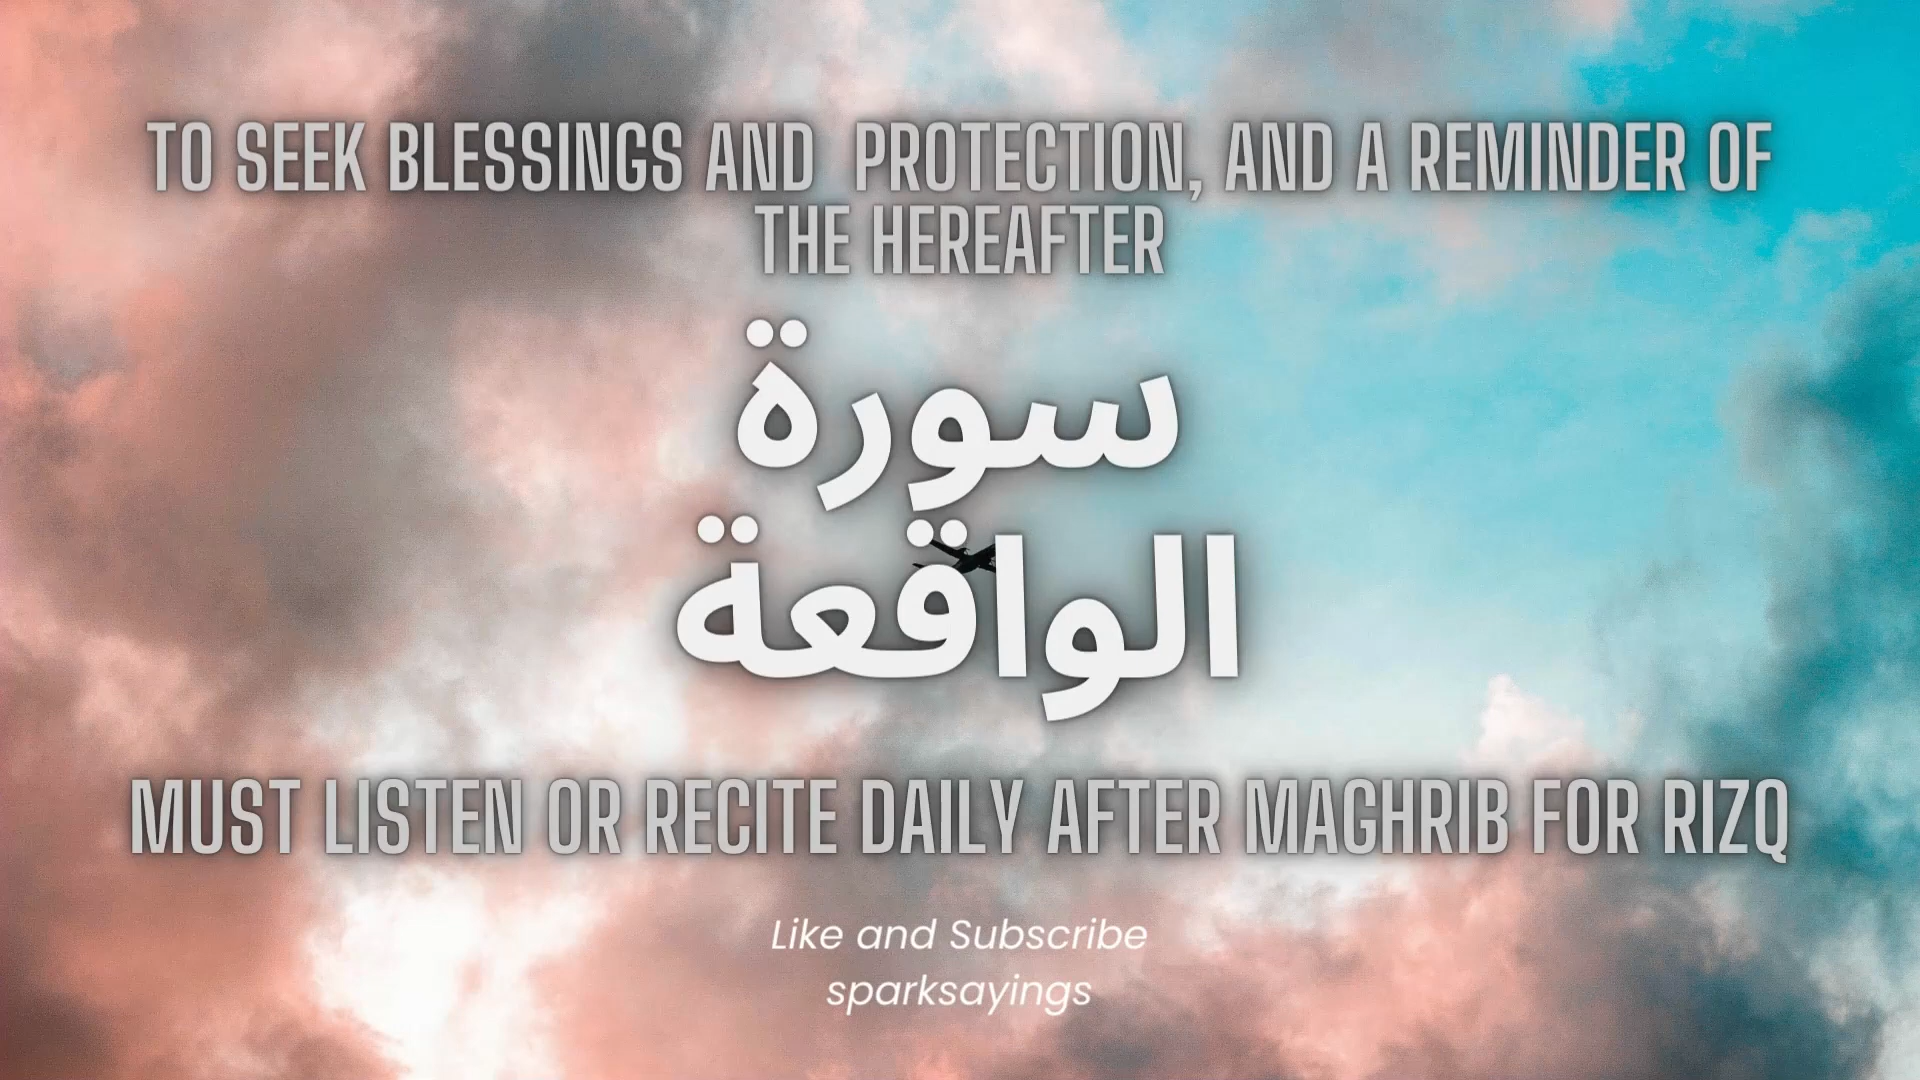 TO SEEK BLESSINGS AND PROTECTION, AND A REMINDER OF
THE HEREAFTER
سورة
الواقعة
MUST LISTEN OR RECITE DAILY AFTER MAGHRIB FOR RIZQ
Like and Subscribe
sparksayings